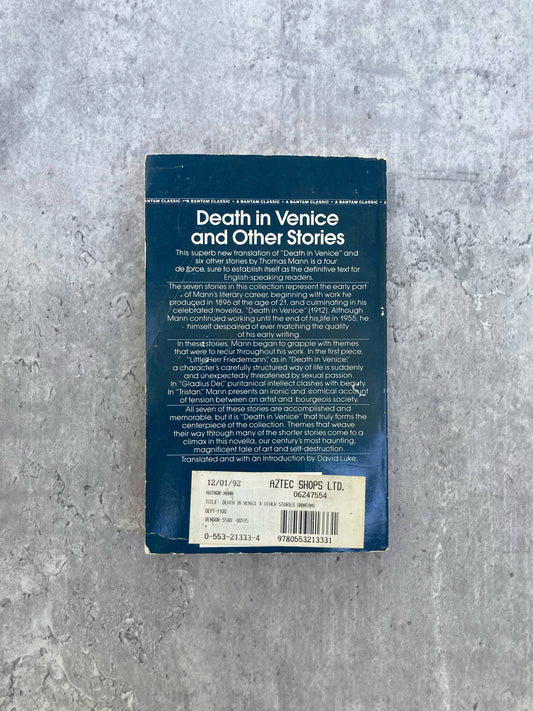 A BANTAM CLASSIC • A BANTAM CLASSIC • A BANTAM CLASSIC • A BANTAM CLASSIC •
Death in Venice
and Other Stories
This superb new translation of "Death in Venice" and
six other stories by Thomas Mann is a tour
de force, sure to establish itself as the definitive text for
English-speaking readers.
The seven stories in this collection represent the early part
of Mann's literary career, beginning with work he
produced in 1896 at the age of 21, and culminating in his
celebrated novella, "Death in Venice" (1912). Although
Mann continued working until the end of his life in 1955, he
himself despaired of ever matching the quality
of his early writing.
In these stories, Mann began to grapple with themes
that were to recur throughout his work. In the first piece,
"Little Herr Friedemann," as in "Death in Venice,"
a character's carefully structured way of life is suddenly
and unexpectedly threatened by sexual passion.
In "Gladius Dei," puritanical intellect clashes with beauty.
In "Tristan," Mann presents an ironic and comical account
of tension between an artist and bourgeois society.
All seven of these stories are accomplished and
memorable, but it is "Death in Venice" that truly forms the
centerpiece of the collection. Themes that weave
their way through many of the shorter stories come to a
climax in this novella, our century's most haunting,
magnificent tale of art and self-destruction.
Translated and with an Introduction by David Luke.
12/01/92 AZTEC SHOPS LTD.
AUTHOR-MANN 06247554
TITLE- DEATH IN VENICE & OTHER STORIES (BANTAM)
DEPT-1100
0-553-21333-4 9780553213331